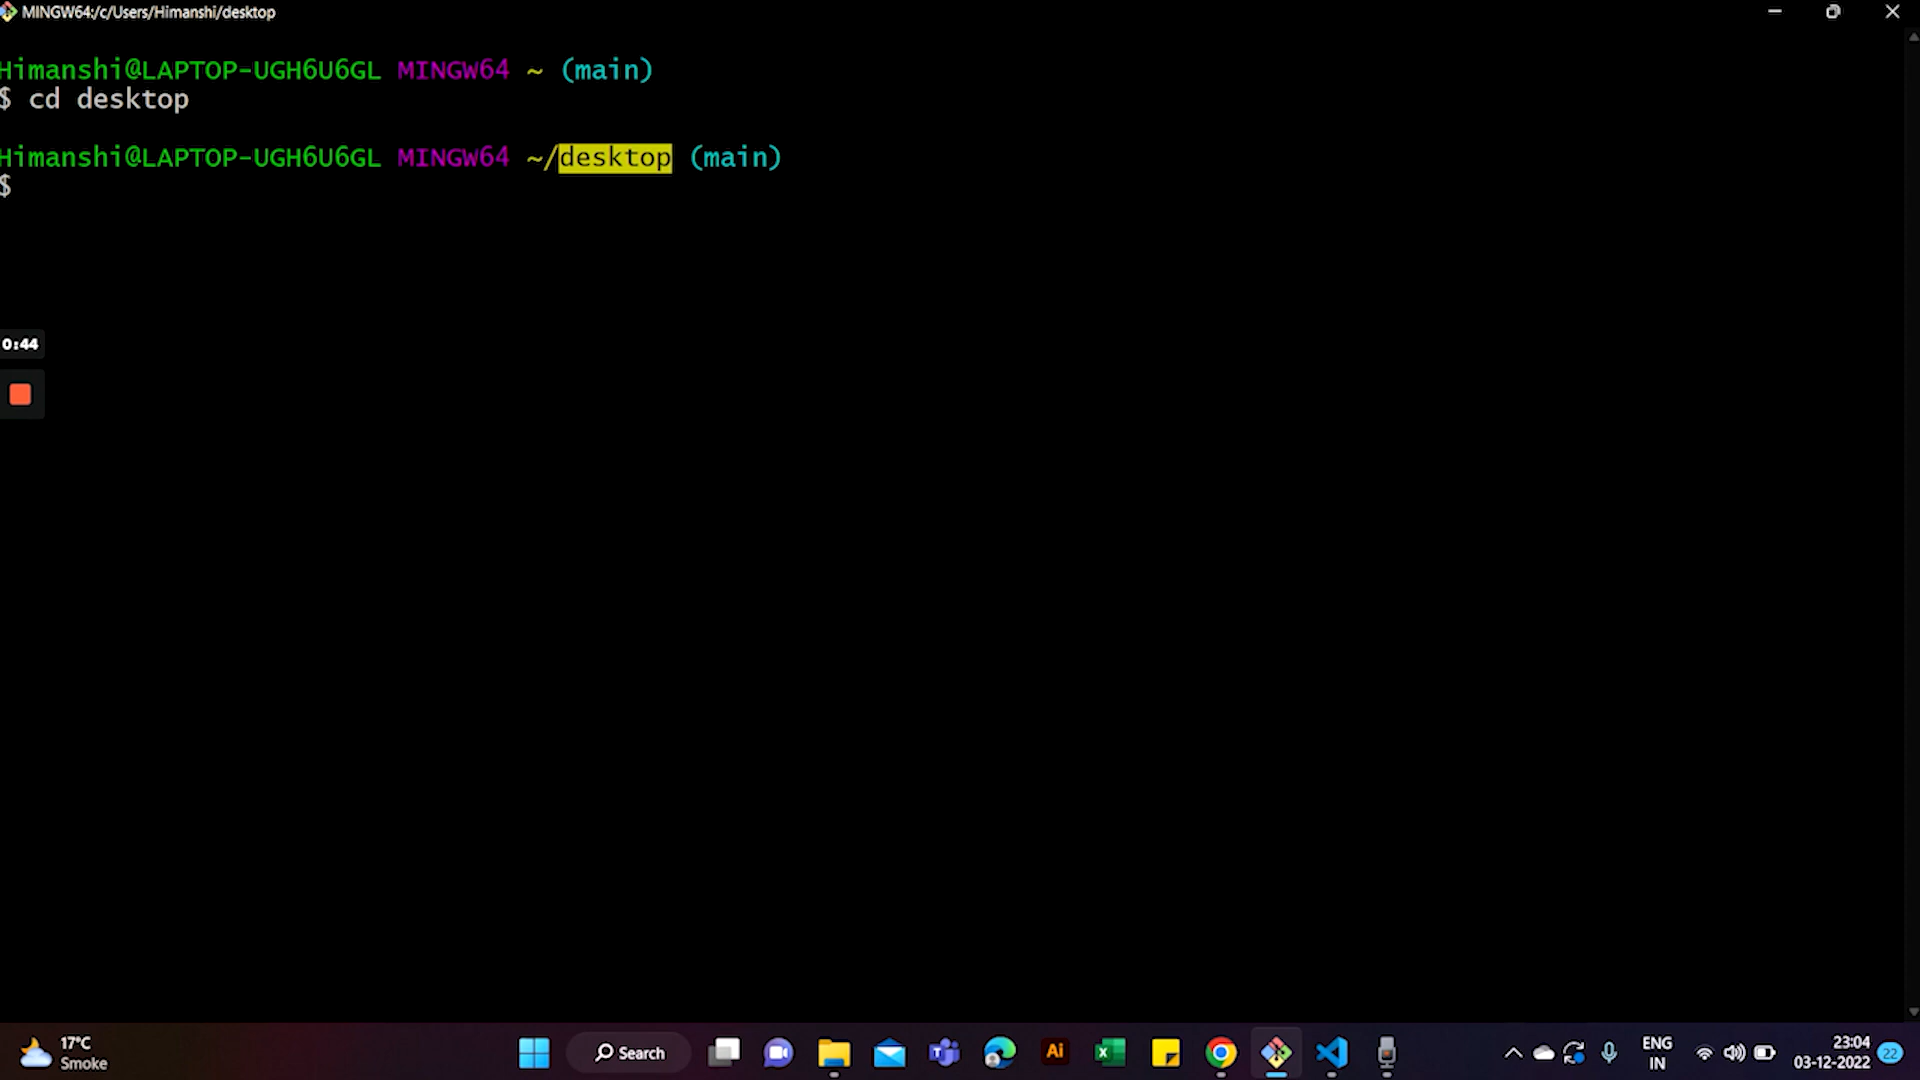 MINGW64:/c/Users/Himanshi/desktop
Himanshi@LAPTOP-UGH6U6GL MINGW64 ~ (main)
$ cd desktop
Himanshi@LAPTOP-UGH6U6GL MINGW64 ~/desktop (main)
$
0:44
17°C
Smoke
Search
Ai
ENG
IN
23:04
03-12-2022
22